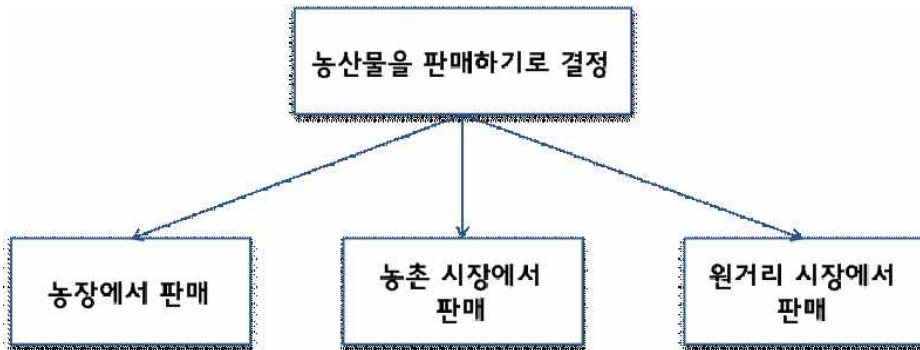 농산물을 판매하기로 결정
농장에서 판매
농촌 시장에서
판매
원거리 시장에서
판매